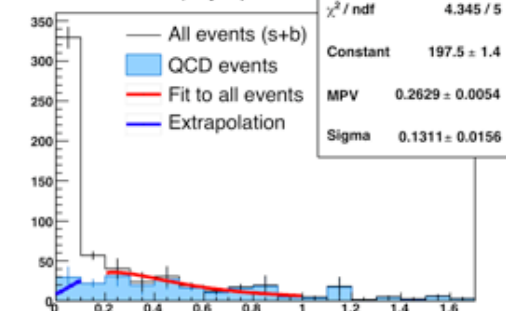 χ² / ndf 4.345 / 5
Constant 197.5 ± 1.4
MPV 0.2629 ± 0.0054
Sigma 0.1311± 0.0156
All events (s+b)
QCD events
Fit to all events
Extrapolation
350
300
250
200
150
100
50
0
0 0.2 0.4 0.6 0.8 1 1.2 1.4 1.6